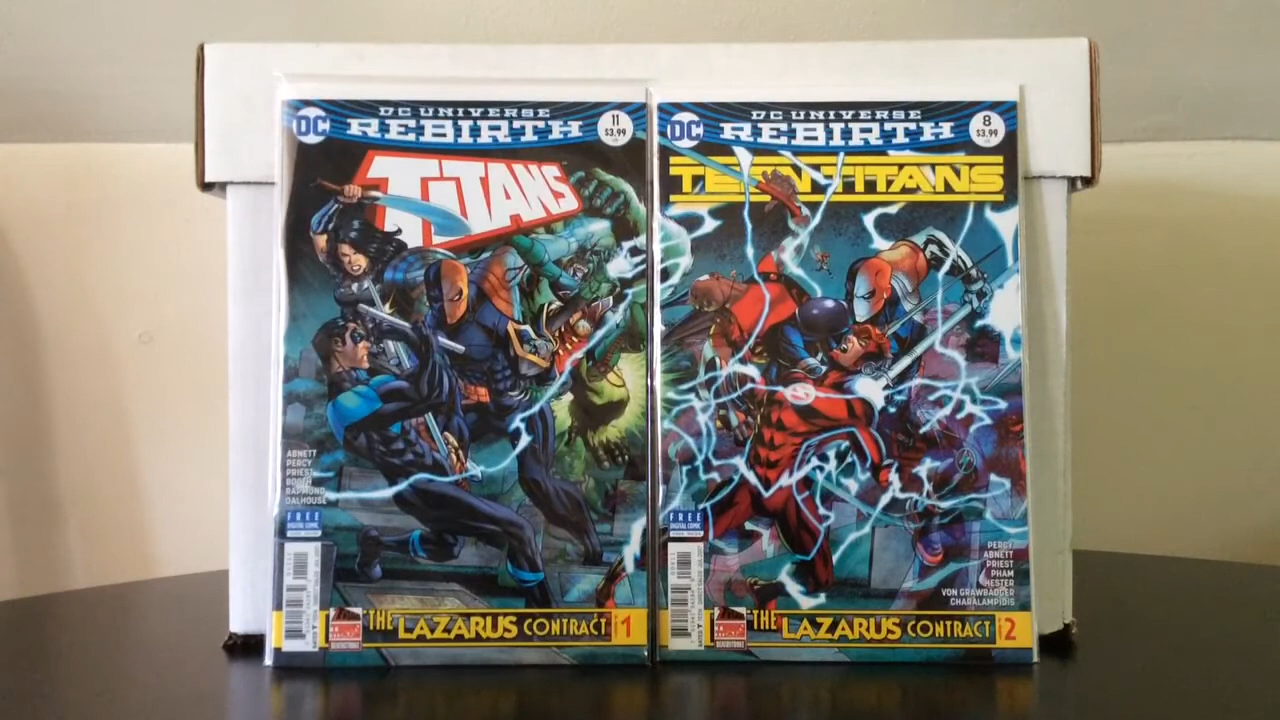 DC
DC UNIVERSE
REBIRTH
11
$3.99
TITANS
ABNETT
PERCY
PRIEST
BOOTH
RAPMUND
DALHOUSE
FREE
DIGITAL COMIC
THE LAZARUS CONTRACT 1
DEATHSTROKE
DC
DC UNIVERSE
REBIRTH
8
$3.99
TEEN TITANS
FREE
DIGITAL COMIC
PERCY
ABNETT
PRIEST
PHAM
HESTER
VON GRAWBADGER
CHARALAMPIDIS
THE LAZARUS CONTRACT 2
DEATHSTROKE